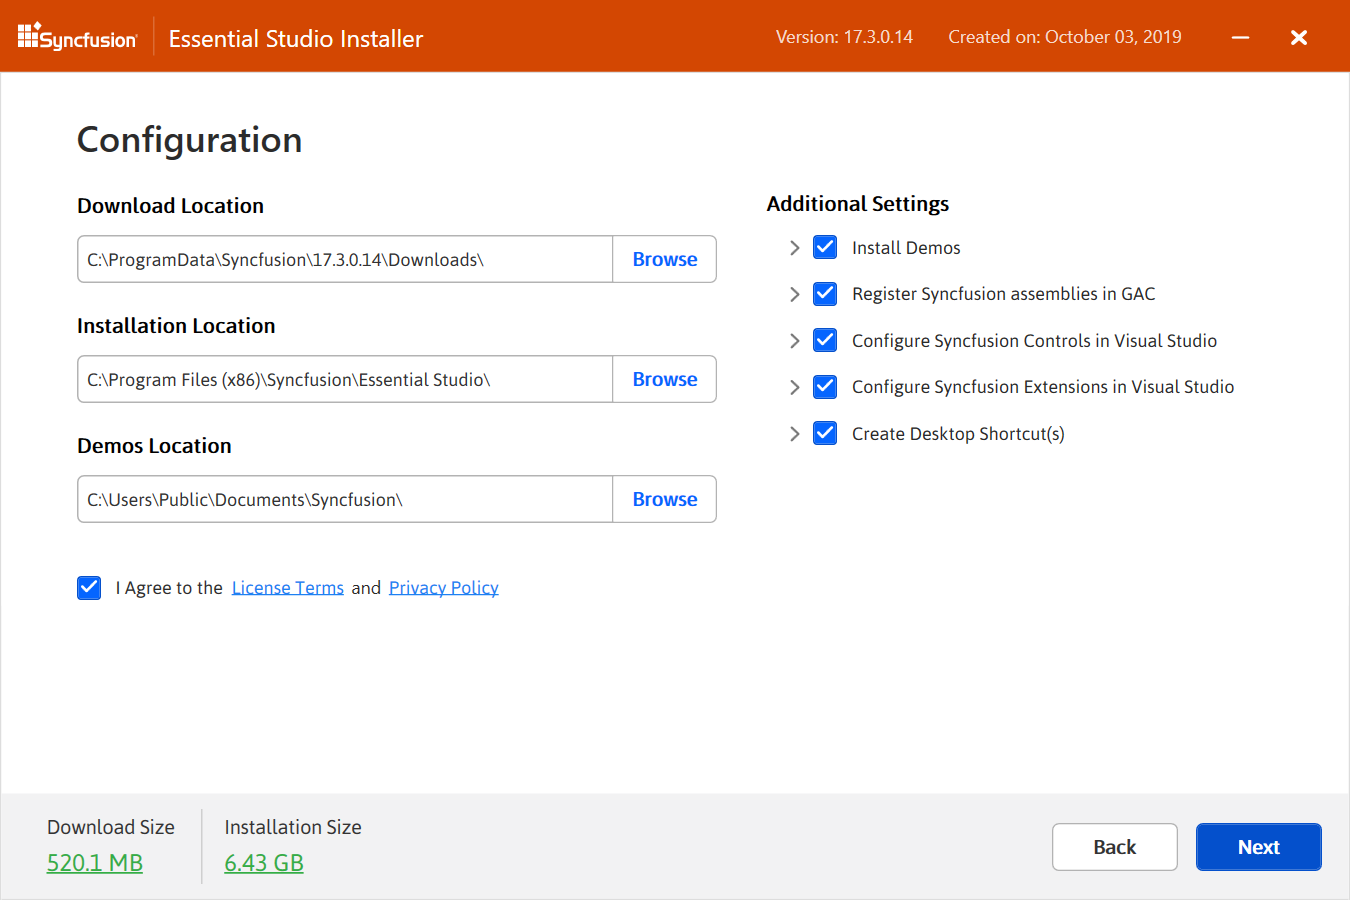 Syncfusion Essential Studio Installer Version: 17.3.0.14 Created on: October 03, 2019
Configuration
Download Location
C:\ProgramData\Syncfusion\17.3.0.14\Downloads\ Browse
Installation Location
C:\Program Files (x86)\Syncfusion\Essential Studio\ Browse
Demos Location
C:\Users\Public\Documents\Syncfusion\ Browse
I Agree to the License Terms and Privacy Policy
Additional Settings
Install Demos
Register Syncfusion assemblies in GAC
Configure Syncfusion Controls in Visual Studio
Configure Syncfusion Extensions in Visual Studio
Create Desktop Shortcut(s)
Download Size
520.1 MB
Installation Size
6.43 GB
Back Next